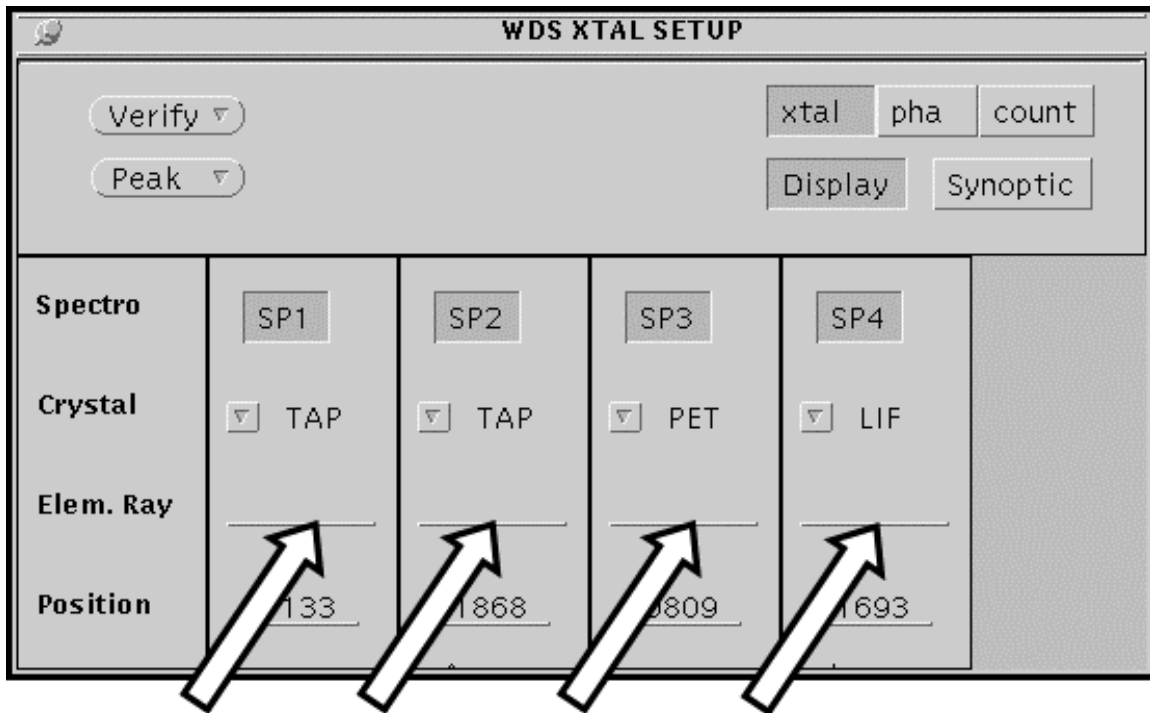 WDS XTAL SETUP
Verify
xtal pha count
Peak
Display Synoptic
Spectro SP1 SP2 SP3 SP4
Crystal TAP TAP PET LIF
Elem. Ray
Position